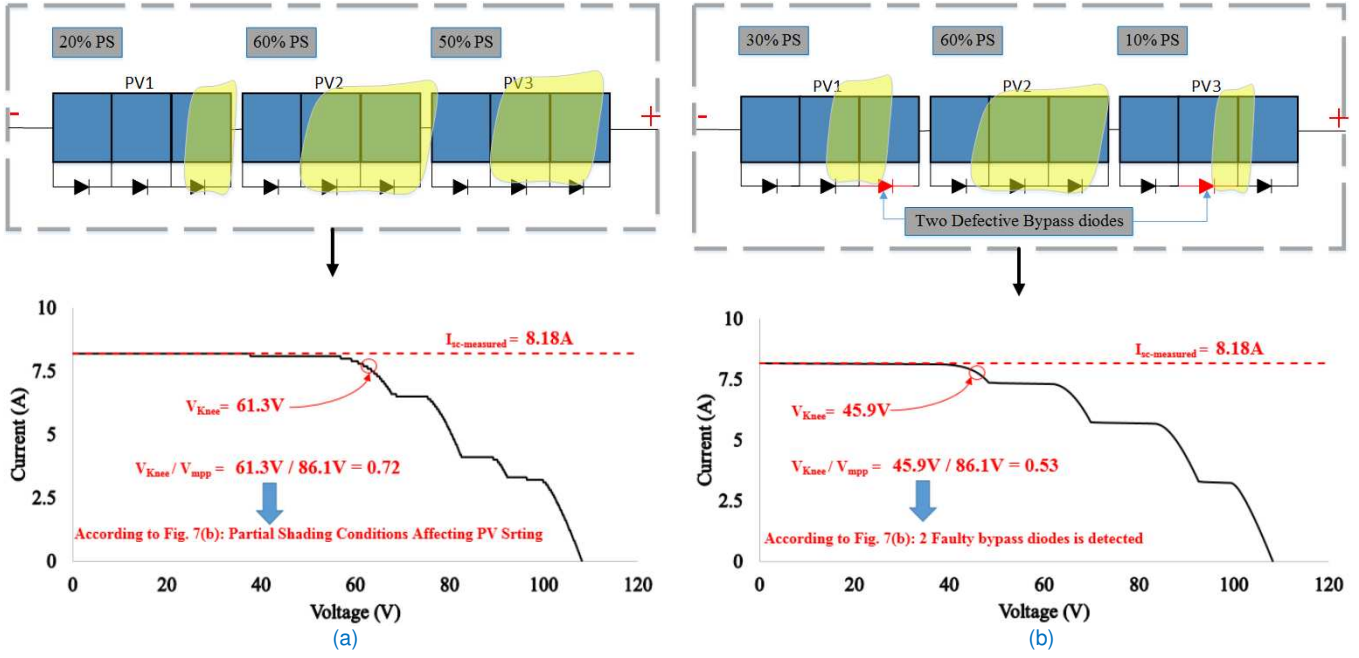 20% PS
60% PS
50% PS
PV1
PV2
PV3
-
+
10
7.5
5
2.5
0
Current (A)
Isc-measured = 8.18A
VKnee = 61.3V
VKnee / Vmpp = 61.3V / 86.1V = 0.72
According to Fig. 7(b): Partial Shading Conditions Affecting PV Srting
0 20 40 60 80 100 120
Voltage (V)
(a)
30% PS
60% PS
10% PS
PV1
PV2
PV3
-
+
Two Defective Bypass diodes
10
7.5
5
2.5
0
Current (A)
Isc-measured = 8.18A
VKnee = 45.9V
VKnee / Vmpp = 45.9V / 86.1V = 0.53
According to Fig. 7(b): 2 Faulty bypass diodes is detected
0 20 40 60 80 100 120
Voltage (V)
(b)